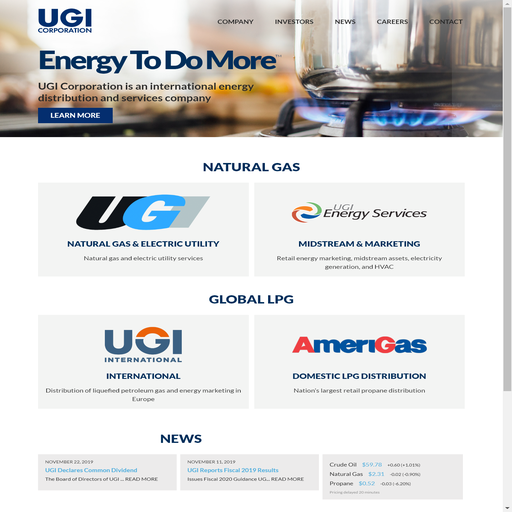 UGI
CORPORATION
COMPANY INVESTORS NEWS CAREERS CONTACT
Energy To Do More™
UGI Corporation is an international energy
distribution and services company
LEARN MORE
NATURAL GAS
UGI
NATURAL GAS & ELECTRIC UTILITY
Natural gas and electric utility services
UGI
Energy Services
MIDSTREAM & MARKETING
Retail energy marketing, midstream assets, electricity
generation, and HVAC
GLOBAL LPG
UGI
INTERNATIONAL
INTERNATIONAL
Distribution of liquefied petroleum gas and energy marketing in
Europe
AmeriGas
DOMESTIC LPG DISTRIBUTION
Nation's largest retail propane distribution
NEWS
NOVEMBER 22, 2019
UGI Declares Common Dividend
The Board of Directors of UGI ... READ MORE
NOVEMBER 11, 2019
UGI Reports Fiscal 2019 Results
Issues Fiscal 2020 Guidance UG... READ MORE
Crude Oil $59.78 +0.60 (+1.01%)
Natural Gas $2.31 -0.02 (-0.90%)
Propane $0.52 -0.03 (-6.20%)
Pricing delayed 20 minutes